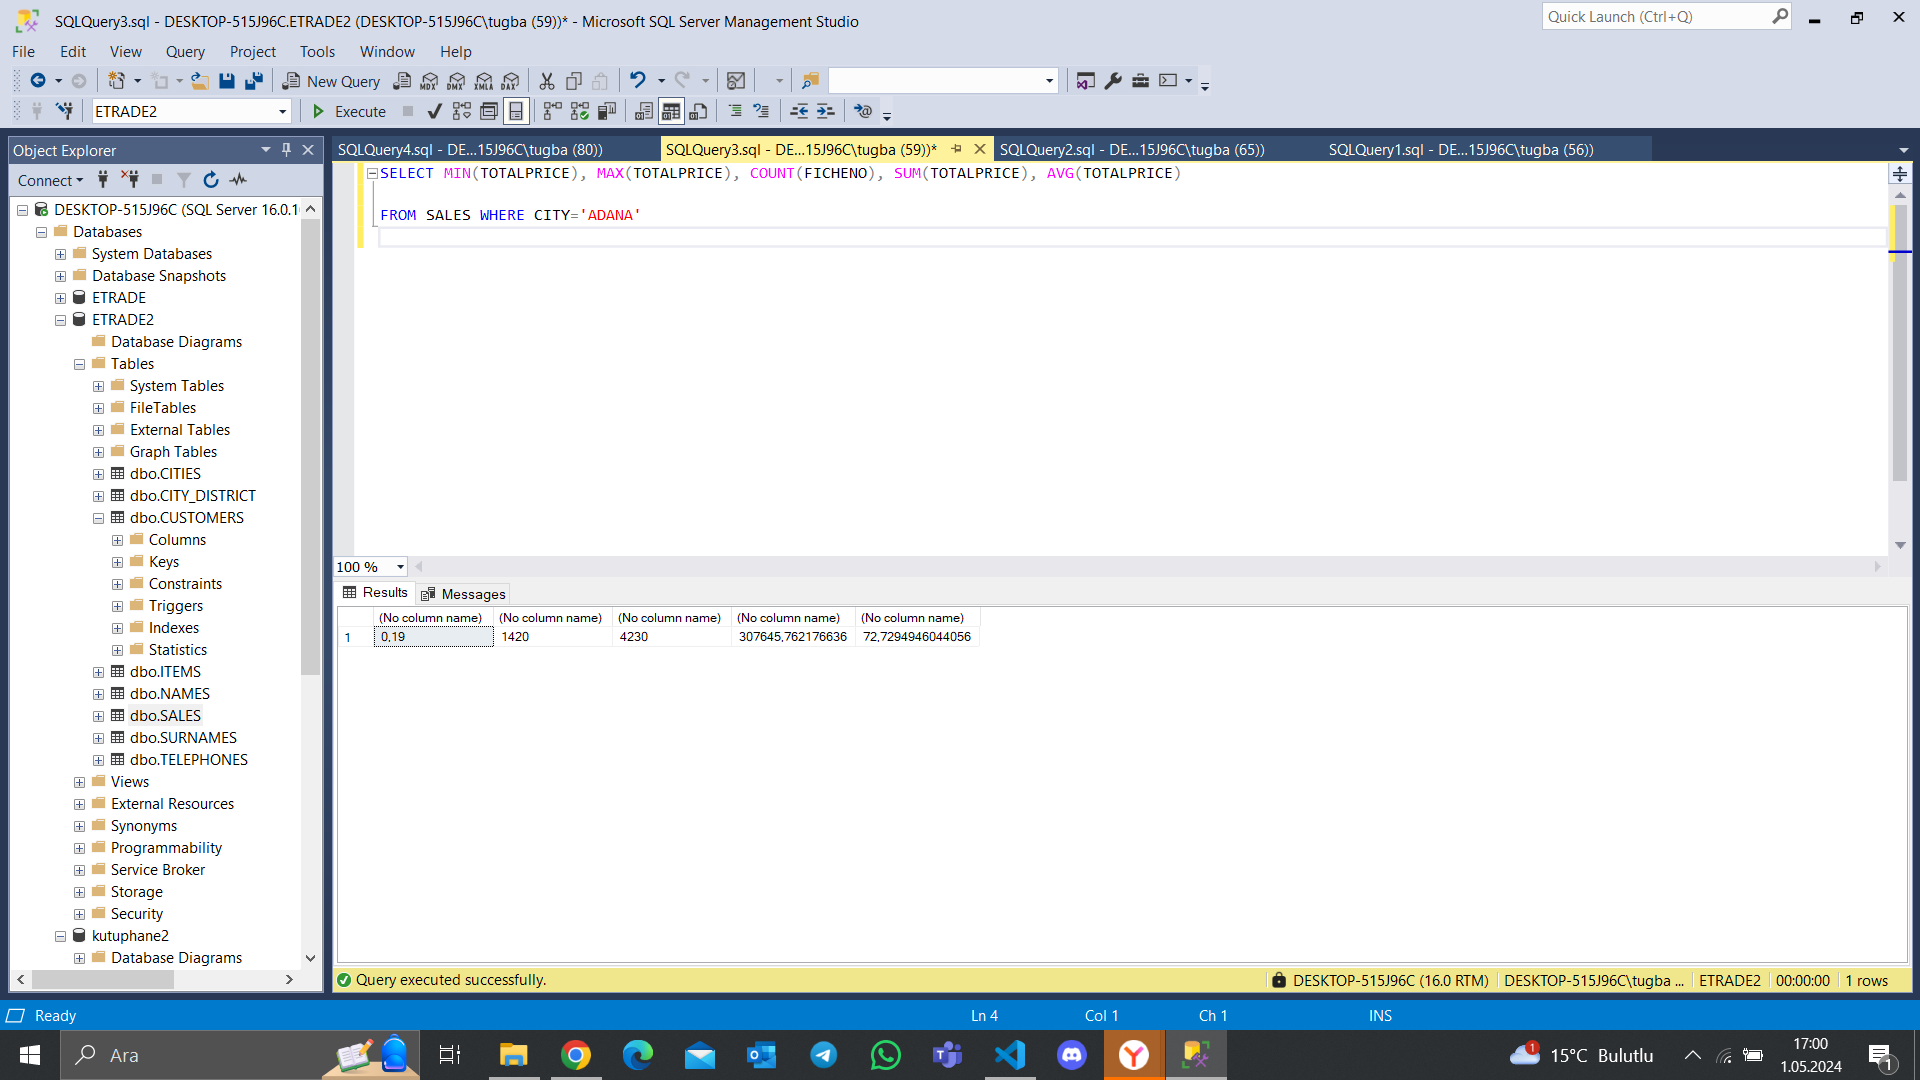 SQLQuery3.sql - DESKTOP-515J96C.ETRADE2 (DESKTOP-515J96C\tugba (59))* - Microsoft SQL Server Management Studio
Quick Launch (Ctrl+Q)
File Edit View Query Project Tools Window Help
New Query
MDX DMX XMLA DAX
ETRADE2
Execute
Object Explorer
SQLQuery4.sql - DE...15J96C\tugba (80))
SQLQuery3.sql - DE...15J96C\tugba (59))*
SQLQuery2.sql - DE...15J96C\tugba (65))
SQLQuery1.sql - DE...15J96C\tugba (56))
Connect
DESKTOP-515J96C (SQL Server 16.0.1
Databases
System Databases
Database Snapshots
ETRADE
ETRADE2
Database Diagrams
Tables
System Tables
FileTables
External Tables
Graph Tables
dbo.CITIES
dbo.CITY_DISTRICT
dbo.CUSTOMERS
Columns
Keys
Constraints
Triggers
Indexes
Statistics
dbo.ITEMS
dbo.NAMES
dbo.SALES
dbo.SURNAMES
dbo.TELEPHONES
Views
External Resources
Synonyms
Programmability
Service Broker
Storage
Security
kutuphane2
Database Diagrams
SELECT MIN(TOTALPRICE), MAX(TOTALPRICE), COUNT(FICHENO), SUM(TOTALPRICE), AVG(TOTALPRICE)
FROM SALES WHERE CITY='ADANA'
100 %
Results Messages
(No column name) (No column name) (No column name) (No column name) (No column name)
1 0,19 1420 4230 307645,762176636 72,7294946044056
Query executed successfully.
DESKTOP-515J96C (16.0 RTM) DESKTOP-515J96C\tugba ... ETRADE2 00:00:00 1 rows
Ready Ln 4 Col 1 Ch 1 INS
Ara
1
15°C Bulutlu
17:00
1.05.2024
1